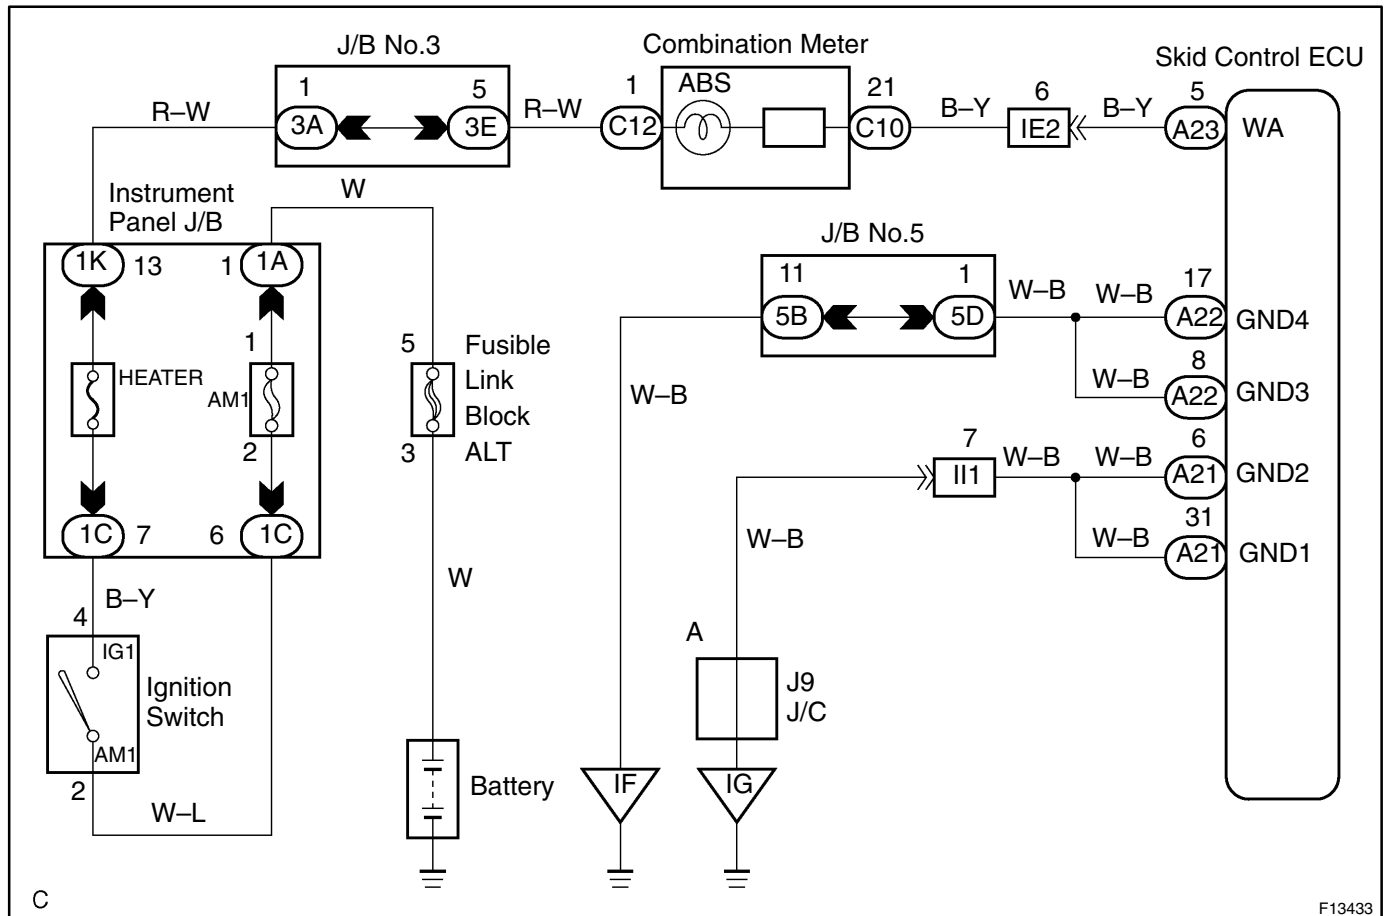 J/B No.3
Combination Meter
Skid Control ECU
1
5
1
ABS
21
6
5
R–W
3A
3E
R–W
C12
C10
B–Y
IE2
B–Y
A23
WA
Instrument
Panel J/B
W
J/B No.5
1K
13
1
1A
11
1
17
5B
5D
W–B
W–B
A22
GND4
1
5
Fusible
8
HEATER
Link
W–B
W–B
A22
GND3
AM1
Block
2
3
ALT
7
6
II1
W–B
W–B
A21
GND2
31
1C
7
6
1C
W–B
W–B
A21
GND1
B–Y
W
4
IG1
A
Ignition
Switch
J9
J/C
AM1
2
Battery
IF
IG
W–L
C
F13433